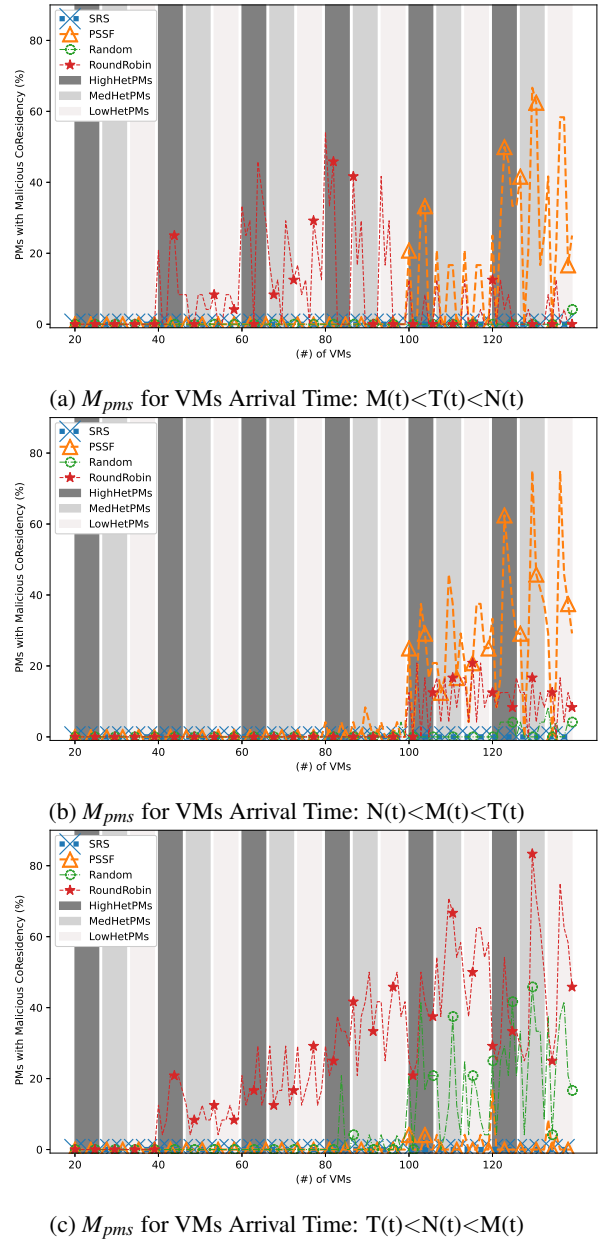 SRS
PSSF
Random
RoundRobin
HighHetPMs
MedHetPMs
LowHetPMs
PMs with Malicious CoResidency (%)
80
60
40
20
0
20 40 60 80 100 120
(#) of VMs
(a) M_pms for VMs Arrival Time: M(t)<T(t)<N(t)
SRS
PSSF
Random
RoundRobin
HighHetPMs
MedHetPMs
LowHetPMs
PMs with Malicious CoResidency (%)
80
60
40
20
0
20 40 60 80 100 120
(#) of VMs
(b) M_pms for VMs Arrival Time: N(t)<M(t)<T(t)
SRS
PSSF
Random
RoundRobin
HighHetPMs
MedHetPMs
LowHetPMs
PMs with Malicious CoResidency (%)
80
60
40
20
0
20 40 60 80 100 120
(#) of VMs
(c) M_pms for VMs Arrival Time: T(t)<N(t)<M(t)